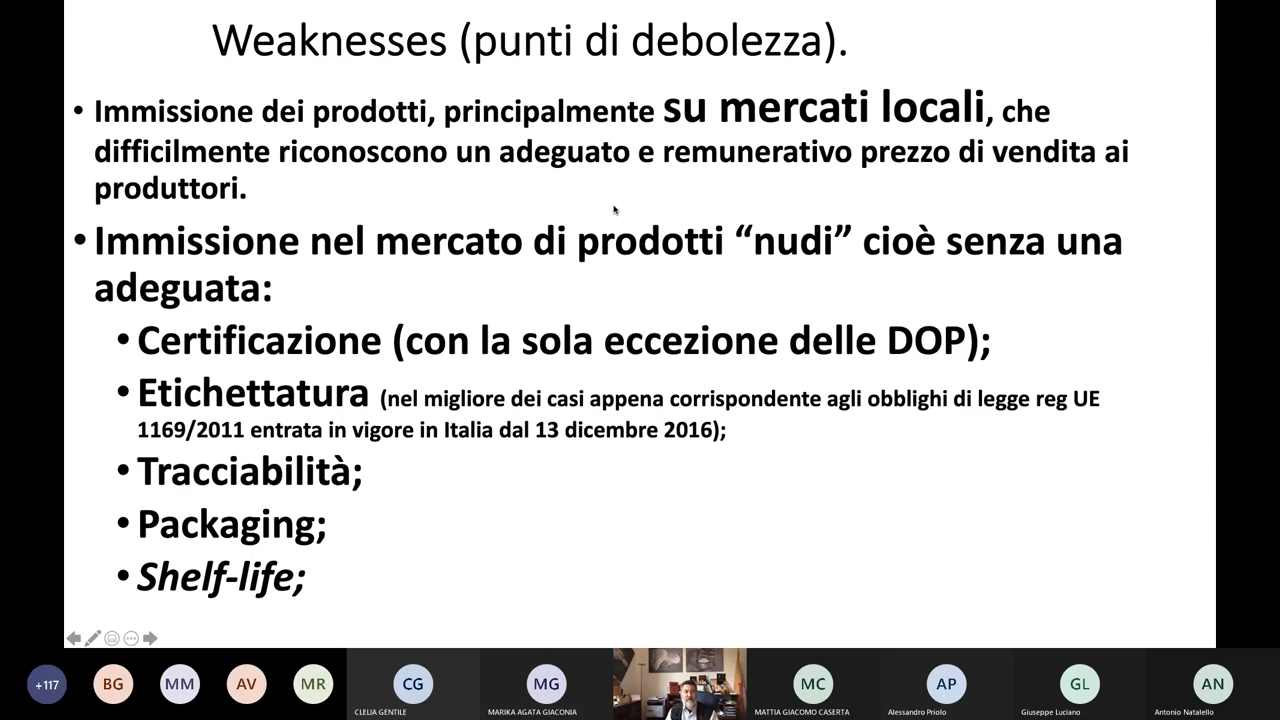 Weaknesses (punti di debolezza).
• Immissione dei prodotti, principalmente su mercati locali, che
difficilmente riconoscono un adeguato e remunerativo prezzo di vendita ai
produttori.
• Immissione nel mercato di prodotti “nudi” cioè senza una
adeguata:
• Certificazione (con la sola eccezione delle DOP);
• Etichettatura (nel migliore dei casi appena corrispondente agli obblighi di legge reg UE
1169/2011 entrata in vigore in Italia dal 13 dicembre 2016);
• Tracciabilità;
• Packaging;
• Shelf-life;
+117 BG MM AV MR CG MG MC AP GL AN
CLELIA GENTILE MARIKA AGATA GIACONIA MATTIA GIACOMO CASERTA Alessandro Priolo Giuseppe Luciano Antonio Natalello